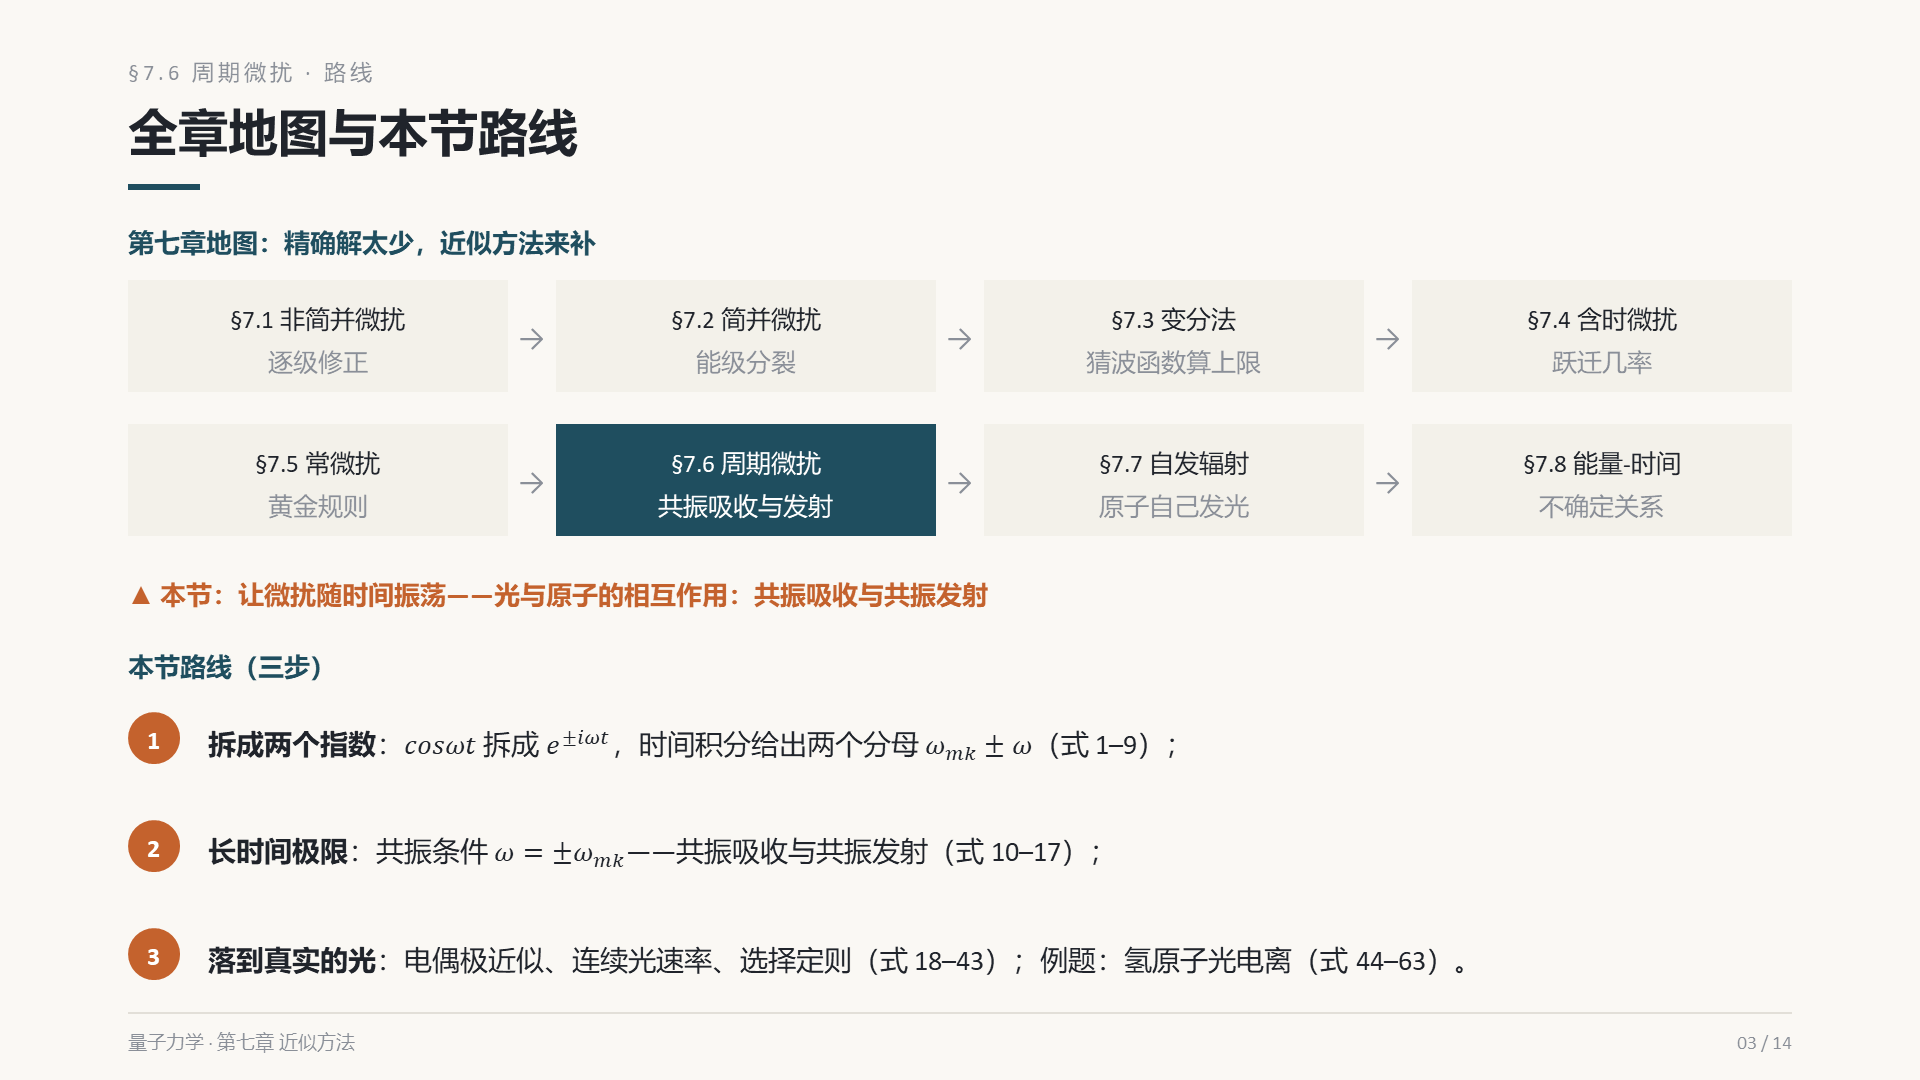 §7.6 周期微扰 · 路线
全章地图与本节路线
第七章地图：精确解太少，近似方法来补
§7.1 非简并微扰
逐级修正
→
§7.2 简并微扰
能级分裂
→
§7.3 变分法
猜波函数算上限
→
§7.4 含时微扰
跃迁几率
§7.5 常微扰
黄金规则
→
§7.6 周期微扰
共振吸收与发射
→
§7.7 自发辐射
原子自己发光
→
§7.8 能量-时间
不确定关系
▲ 本节：让微扰随时间振荡——光与原子的相互作用：共振吸收与共振发射
本节路线（三步）
1 拆成两个指数：cosωt 拆成 e^{±iωt}，时间积分给出两个分母 ω_{mk} ± ω（式 1–9）；
2 长时间极限：共振条件 ω = ±ω_{mk}——共振吸收与共振发射（式 10–17）；
3 落到真实的光：电偶极近似、连续光速率、选择定则（式 18–43）；例题：氢原子光电离（式 44–63）。
量子力学 · 第七章 近似方法
03 / 14